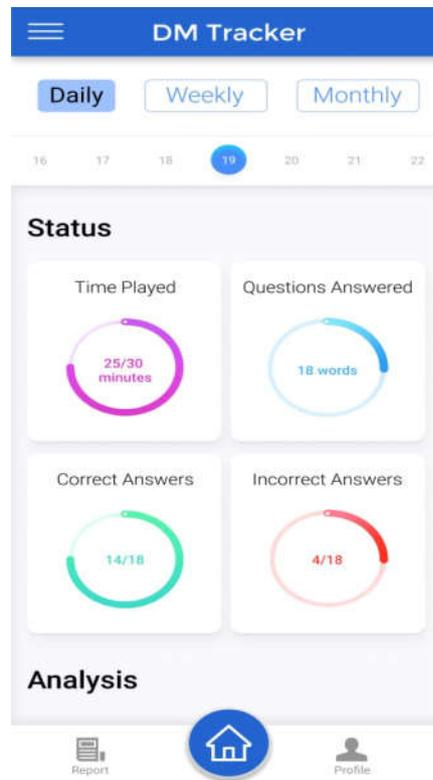 DM Tracker
Daily Weekly Monthly
16 17 18 19 20 21 22
Status
Time Played Questions Answered
25/30
minutes
18 words
Correct Answers Incorrect Answers
14/18 4/18
Analysis
Report Profile